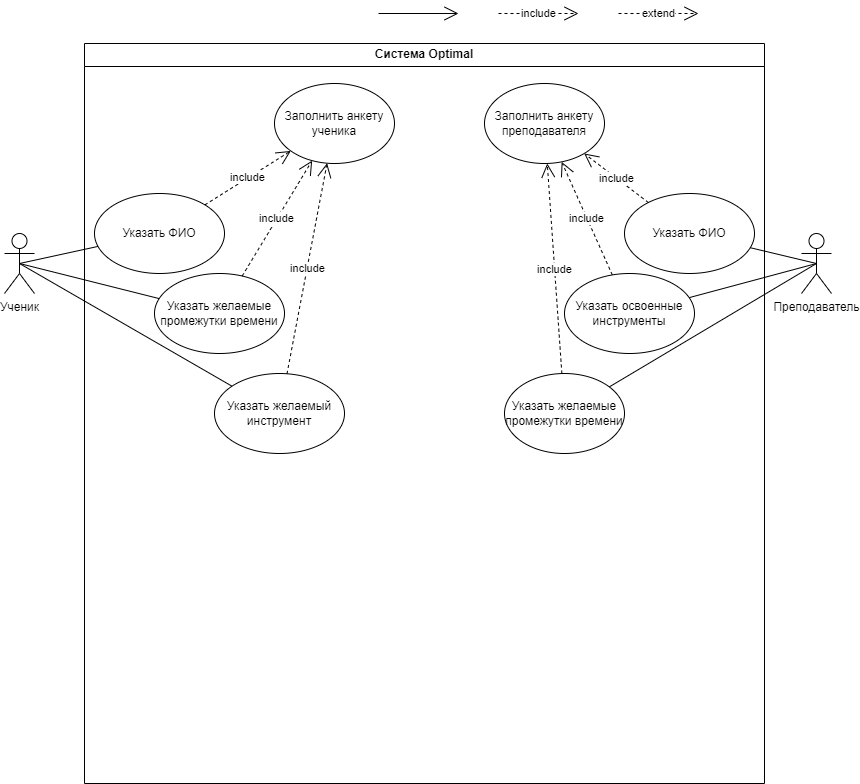 include
extend
Система Optimal
Заполнить анкету
ученика
Заполнить анкету
преподавателя
include
include
Указать ФИО
Указать ФИО
include
include
include
include
Ученик
Преподаватель
Указать желаемые
промежутки времени
Указать освоенные
инструменты
Указать желаемый
инструмент
Указать желаемые
промежутки времени